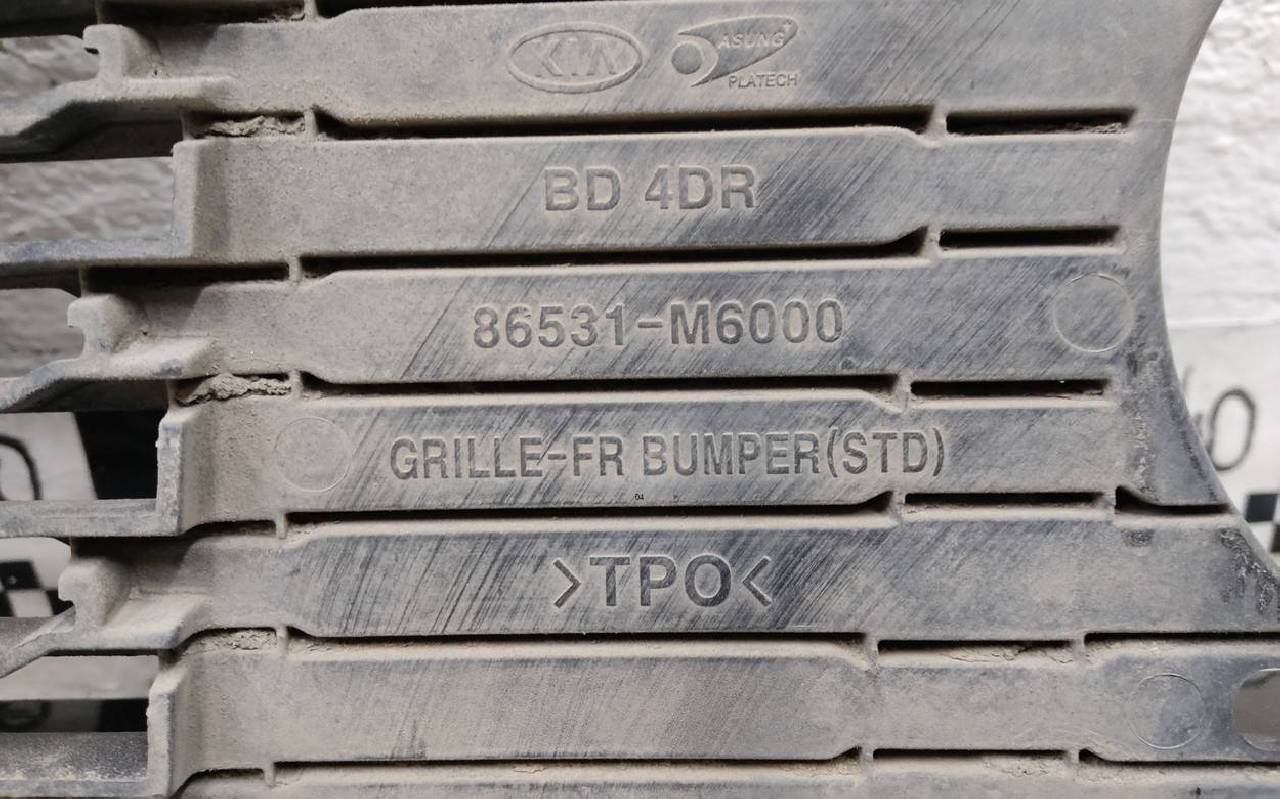 KIA ASUNG
PLATECH
BD 4DR
86531-M6000
GRILLE-FR BUMPER(STD)
>TPO<